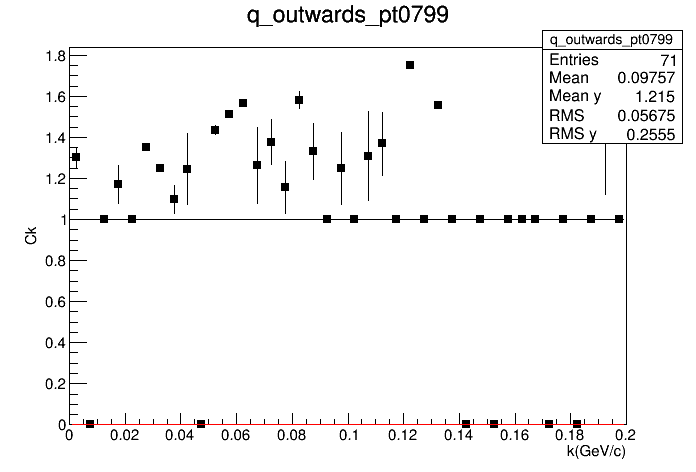 q_outwards_pt0799
q_outwards_pt0799
Entries 71
Mean 0.09757
Mean y 1.215
RMS 0.05675
RMS y 0.2555
Ck
1.8
1.6
1.4
1.2
1
0.8
0.6
0.4
0.2
0
0 0.02 0.04 0.06 0.08 0.1 0.12 0.14 0.16 0.18 0.2
k(GeV/c)